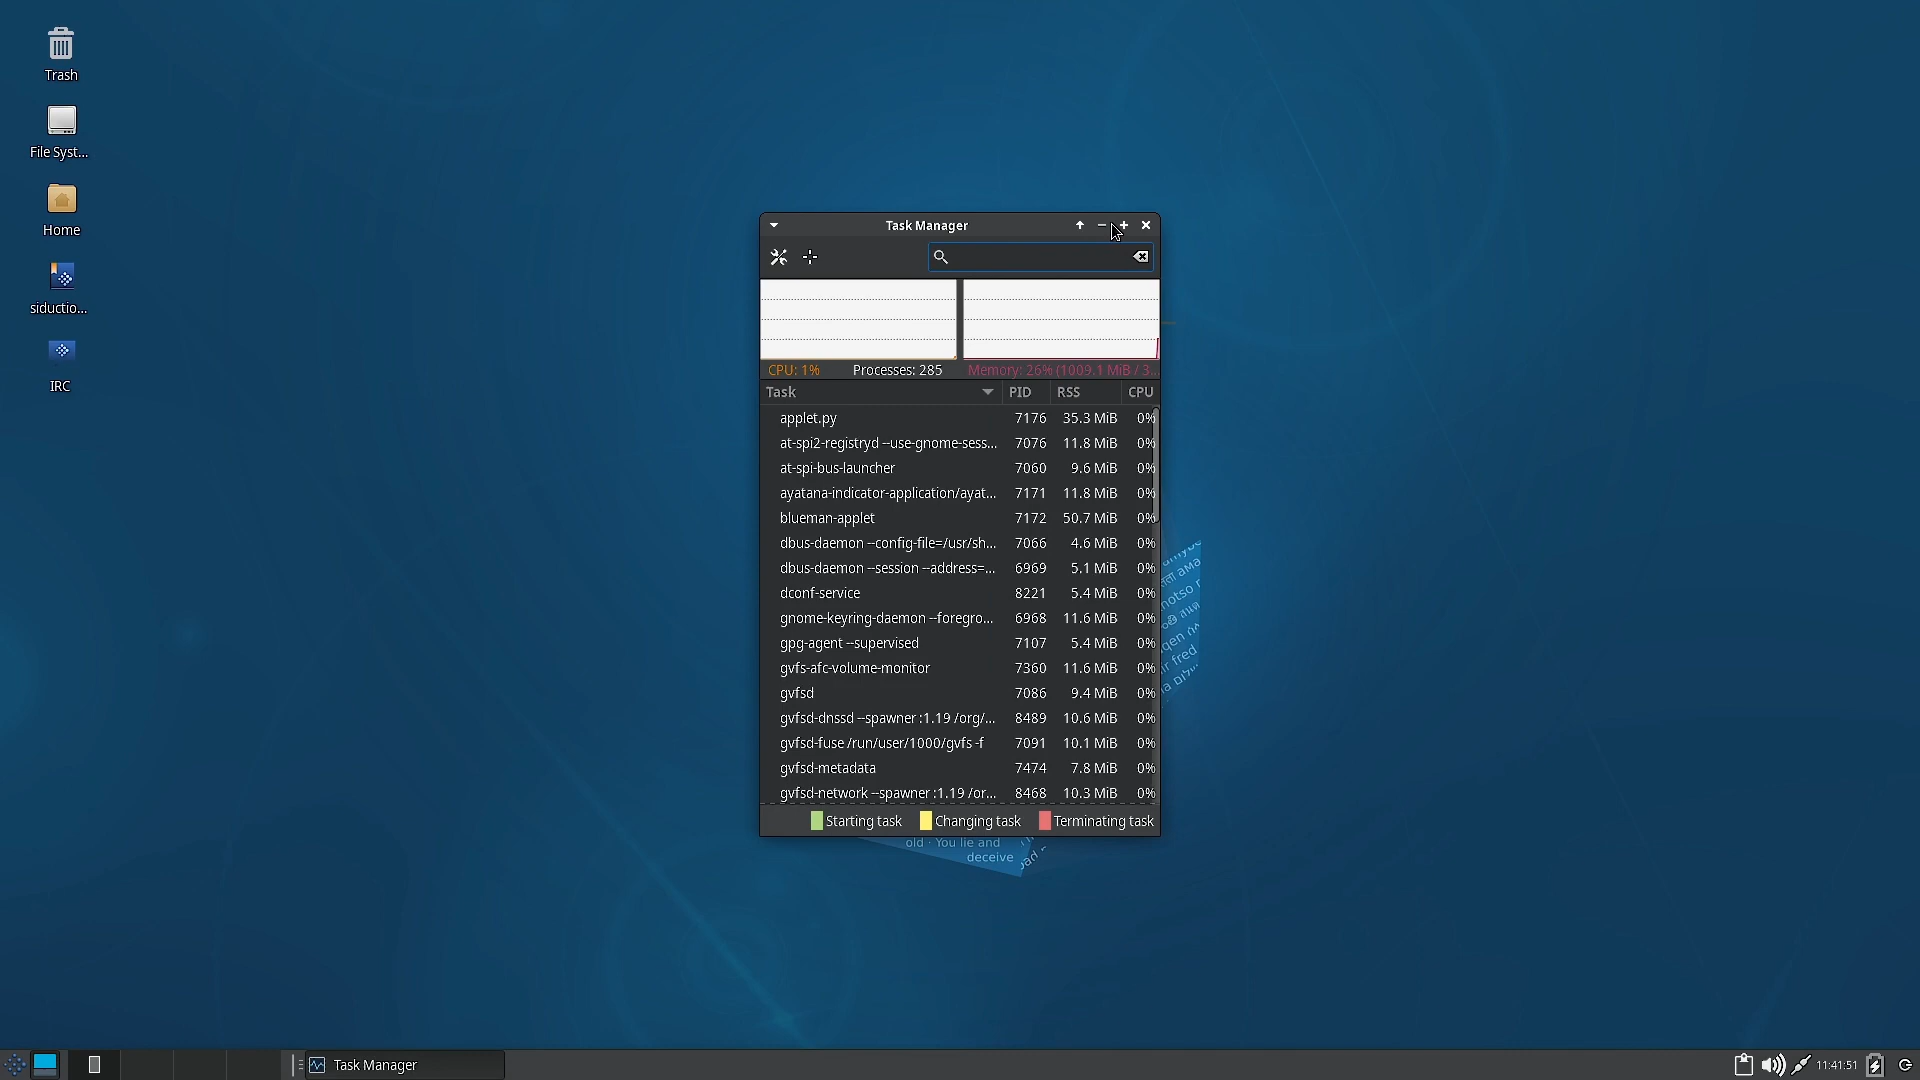 Trash
File Syst...
Home
siductio...
IRC
Task Manager
CPU: 1% Processes: 285 Memory: 26% (1009.1 MiB / 3...
Task PID RSS CPU
applet.py 7176 35.3 MiB 0%
at-spi2-registryd --use-gnome-sess... 7076 11.8 MiB 0%
at-spi-bus-launcher 7060 9.6 MiB 0%
ayatana-indicator-application/ayat... 7171 11.8 MiB 0%
blueman-applet 7172 50.7 MiB 0%
dbus-daemon --config-file=/usr/sh... 7066 4.6 MiB 0%
dbus-daemon --session --address=... 6969 5.1 MiB 0%
dconf-service 8221 5.4 MiB 0%
gnome-keyring-daemon --foregro... 6968 11.6 MiB 0%
gpg-agent --supervised 7107 5.4 MiB 0%
gvfs-afc-volume-monitor 7360 11.6 MiB 0%
gvfsd 7086 9.4 MiB 0%
gvfsd-dnssd --spawner :1.19 /org/... 8489 10.6 MiB 0%
gvfsd-fuse /run/user/1000/gvfs -f 7091 10.1 MiB 0%
gvfsd-metadata 7474 7.8 MiB 0%
gvfsd-network --spawner :1.19 /or... 8468 10.3 MiB 0%
Starting task Changing task Terminating task
old · You lie and
deceive
Task Manager
11:41:51